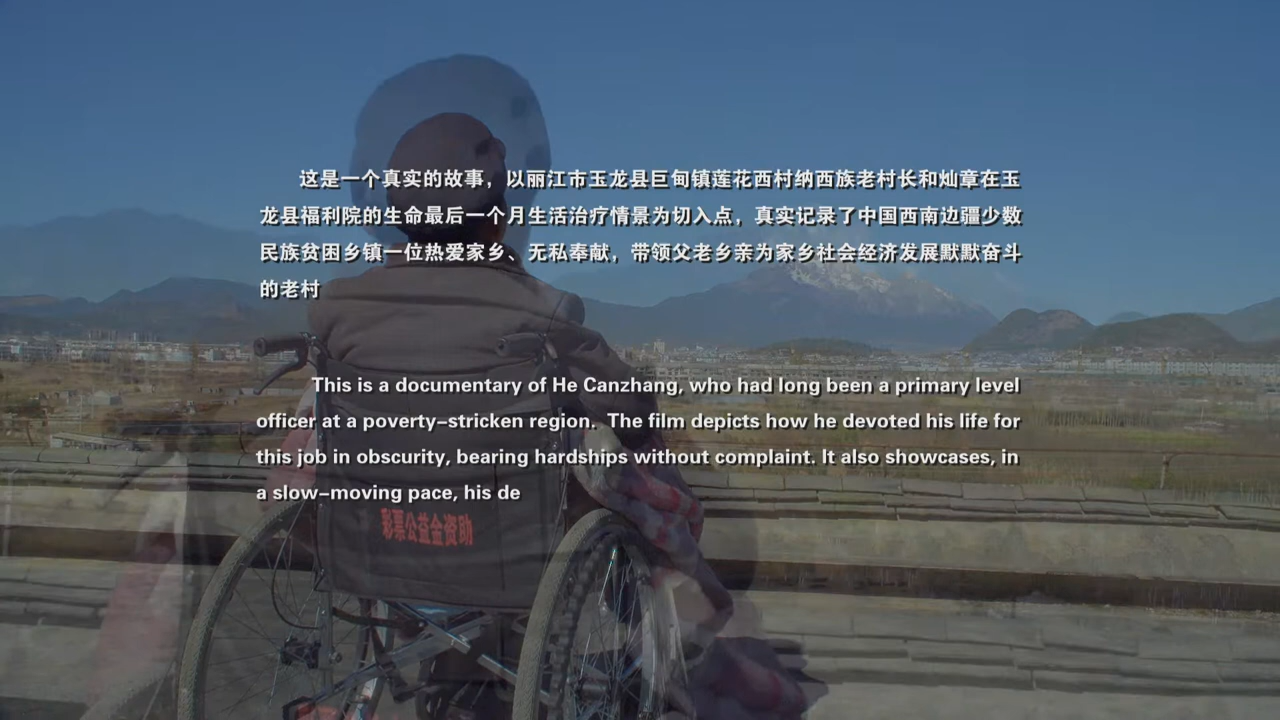 这是一个真实的故事，以丽江市玉龙县巨甸镇莲花西村纳西族老村长和灿章在玉
龙县福利院的生命最后一个月生活治疗情景为切入点，真实记录了中国西南边疆少数
民族贫困乡镇一位热爱家乡、无私奉献，带领父老乡亲为家乡社会经济发展默默奋斗
的老村
This is a documentary of He Canzhang, who had long been a primary level
officer at a poverty-stricken region. The film depicts how he devoted his life for
this job in obscurity, bearing hardships without complaint. It also showcases, in
a slow-moving pace, his de
彩票公益金资助